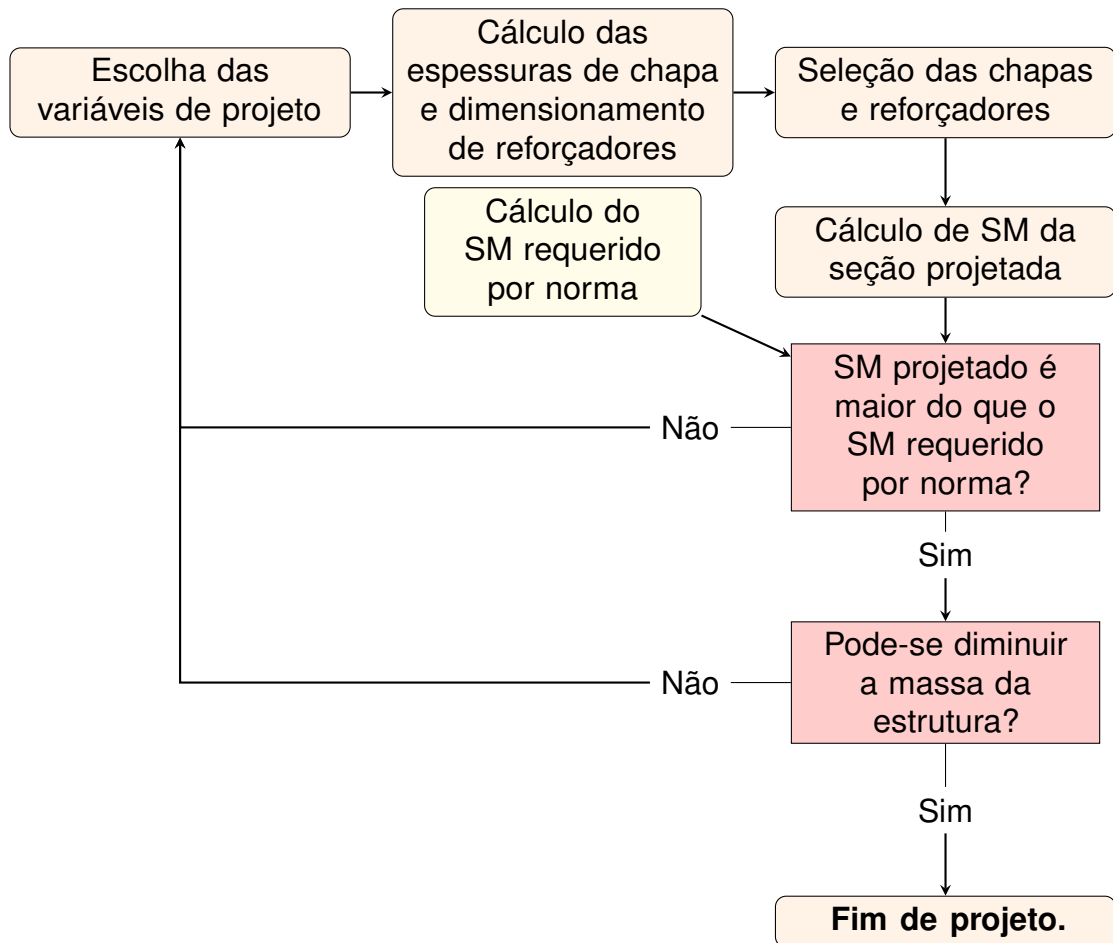 Escolha das
variáveis de projeto
Cálculo das
espessuras de chapa
e dimensionamento
de reforçadores
Seleção das chapas
e reforçadores
Cálculo do
SM requerido
por norma
Cálculo de SM da
seção projetada
SM projetado é
maior do que o
SM requerido
por norma?
Não
Sim
Pode-se diminuir
a massa da
estrutura?
Não
Sim
Fim de projeto.